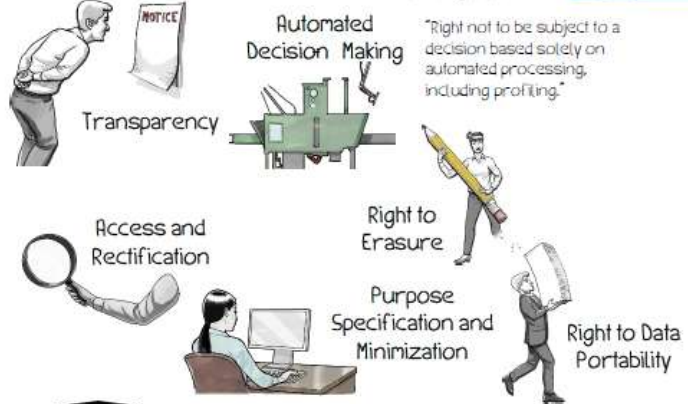 NOTICE
Automated
Decision Making
"Right not to be subject to a
decision based solely on
automated processing,
including profiling."
Transparency
Right to
Erasure
Access and
Rectification
Purpose
Specification and
Minimization
Right to Data
Portability